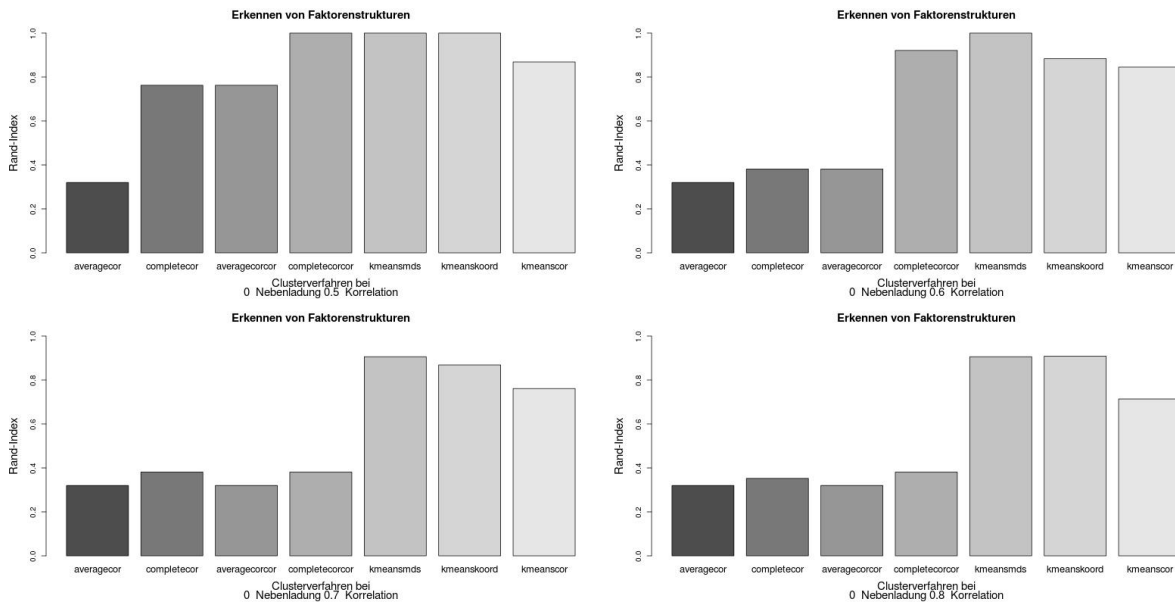 Erkennen von Faktorenstrukturen
Rand-Index
1.0
0.8
0.6
0.4
0.2
0.0
averagecor completecor averagecorcor completecorcor kmeansmds kmeanskoord kmeanscor
Clusterverfahren bei
0 Nebenladung 0.5 Korrelation
Erkennen von Faktorenstrukturen
Rand-Index
1.0
0.8
0.6
0.4
0.2
0.0
averagecor completecor averagecorcor completecorcor kmeansmds kmeanskoord kmeanscor
Clusterverfahren bei
0 Nebenladung 0.6 Korrelation
Erkennen von Faktorenstrukturen
Rand-Index
1.0
0.8
0.6
0.4
0.2
0.0
averagecor completecor averagecorcor completecorcor kmeansmds kmeanskoord kmeanscor
Clusterverfahren bei
0 Nebenladung 0.7 Korrelation
Erkennen von Faktorenstrukturen
Rand-Index
1.0
0.8
0.6
0.4
0.2
0.0
averagecor completecor averagecorcor completecorcor kmeansmds kmeanskoord kmeanscor
Clusterverfahren bei
0 Nebenladung 0.8 Korrelation